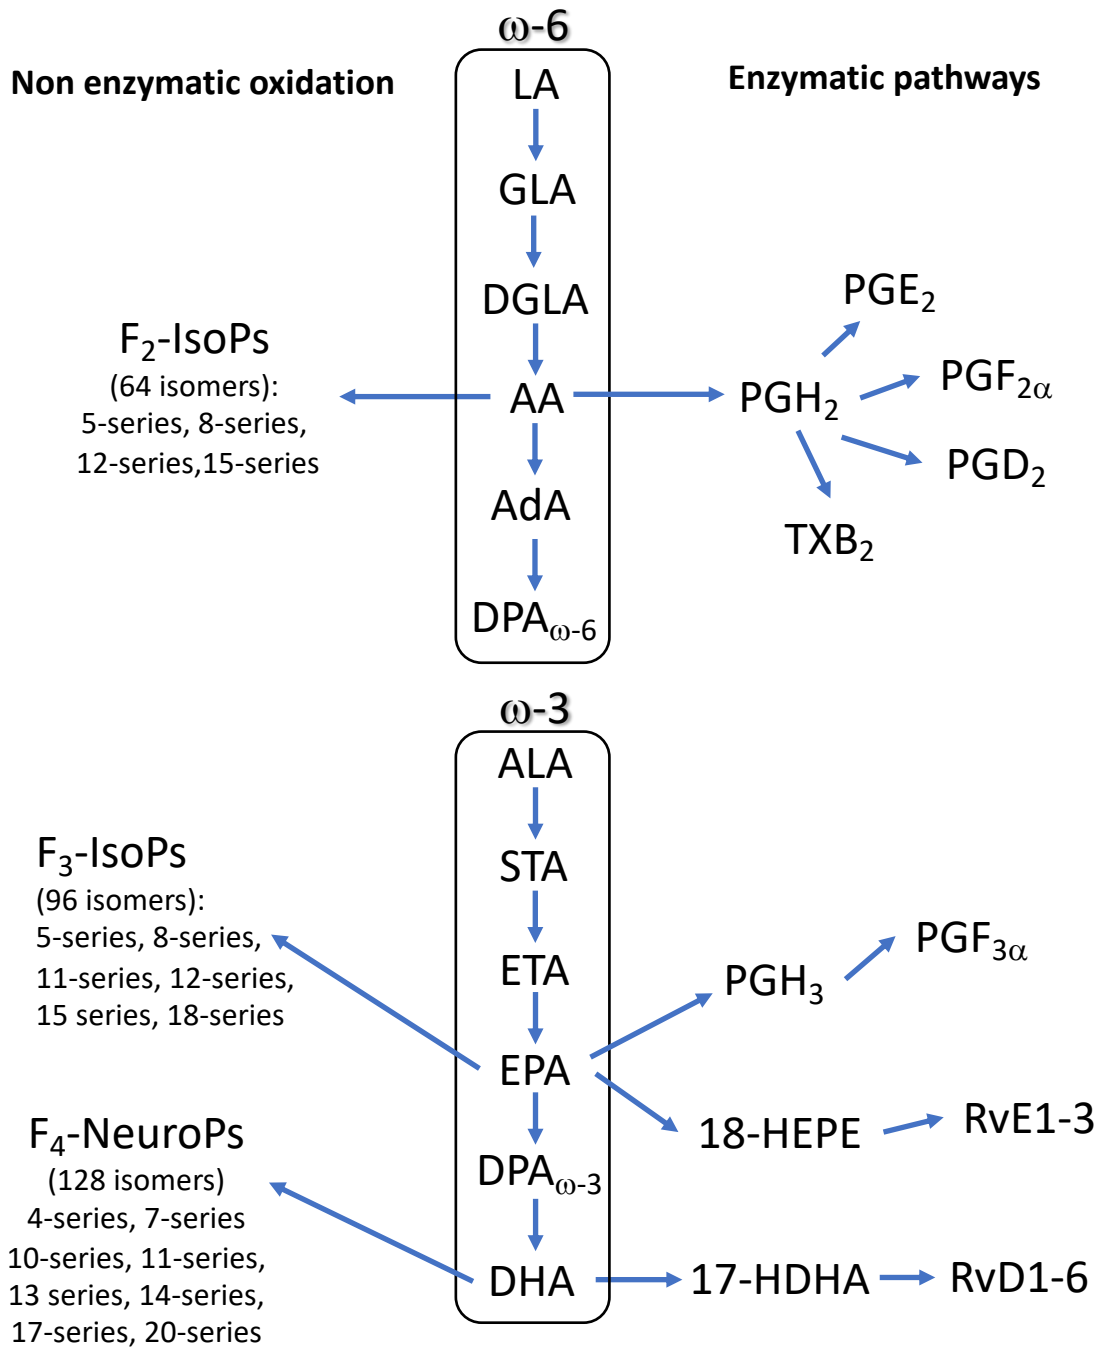 ω-6
Non enzymatic oxidation
Enzymatic pathways
LA
GLA
DGLA
AA
AdA
DPAω-6
F2-IsoPs
(64 isomers):
5-series, 8-series,
12-series,15-series
PGH2
PGE2
PGF2α
PGD2
TXB2
ω-3
ALA
STA
ETA
EPA
DPAω-3
DHA
F3-IsoPs
(96 isomers):
5-series, 8-series,
11-series, 12-series,
15 series, 18-series
F4-NeuroPs
(128 isomers)
4-series, 7-series
10-series, 11-series,
13 series, 14-series,
17-series, 20-series
PGH3
PGF3α
18-HEPE
RvE1-3
17-HDHA
RvD1-6